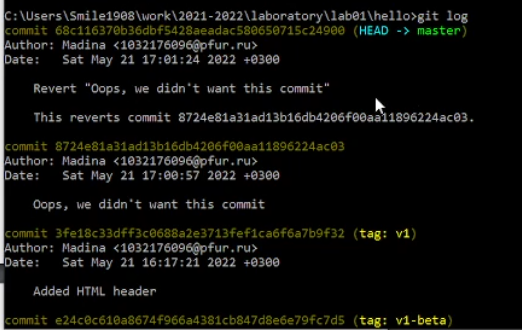 C:\Users\Smile1908\work\2021-2022\laboratory\lab01\hello>git log
commit 68c116370b36dbf5428aeadac580650715c24900 (HEAD -> master)
Author: Madina <1032176096@pfur.ru>
Date:   Sat May 21 17:01:24 2022 +0300
Revert "Oops, we didn't want this commit"
This reverts commit 8724e81a31ad13b16db4206f00aa11896224ac03.
commit 8724e81a31ad13b16db4206f00aa11896224ac03
Author: Madina <1032176096@pfur.ru>
Date:   Sat May 21 17:00:57 2022 +0300
Oops, we didn't want this commit
commit 3fe18c33dff3c0688a2e3713fef1ca6f6a7b9f32 (tag: v1)
Author: Madina <1032176096@pfur.ru>
Date:   Sat May 21 16:17:21 2022 +0300
Added HTML header
commit e24c0c610a8674f966a4381cb847d8e6e79fc7d5 (tag: v1-beta)